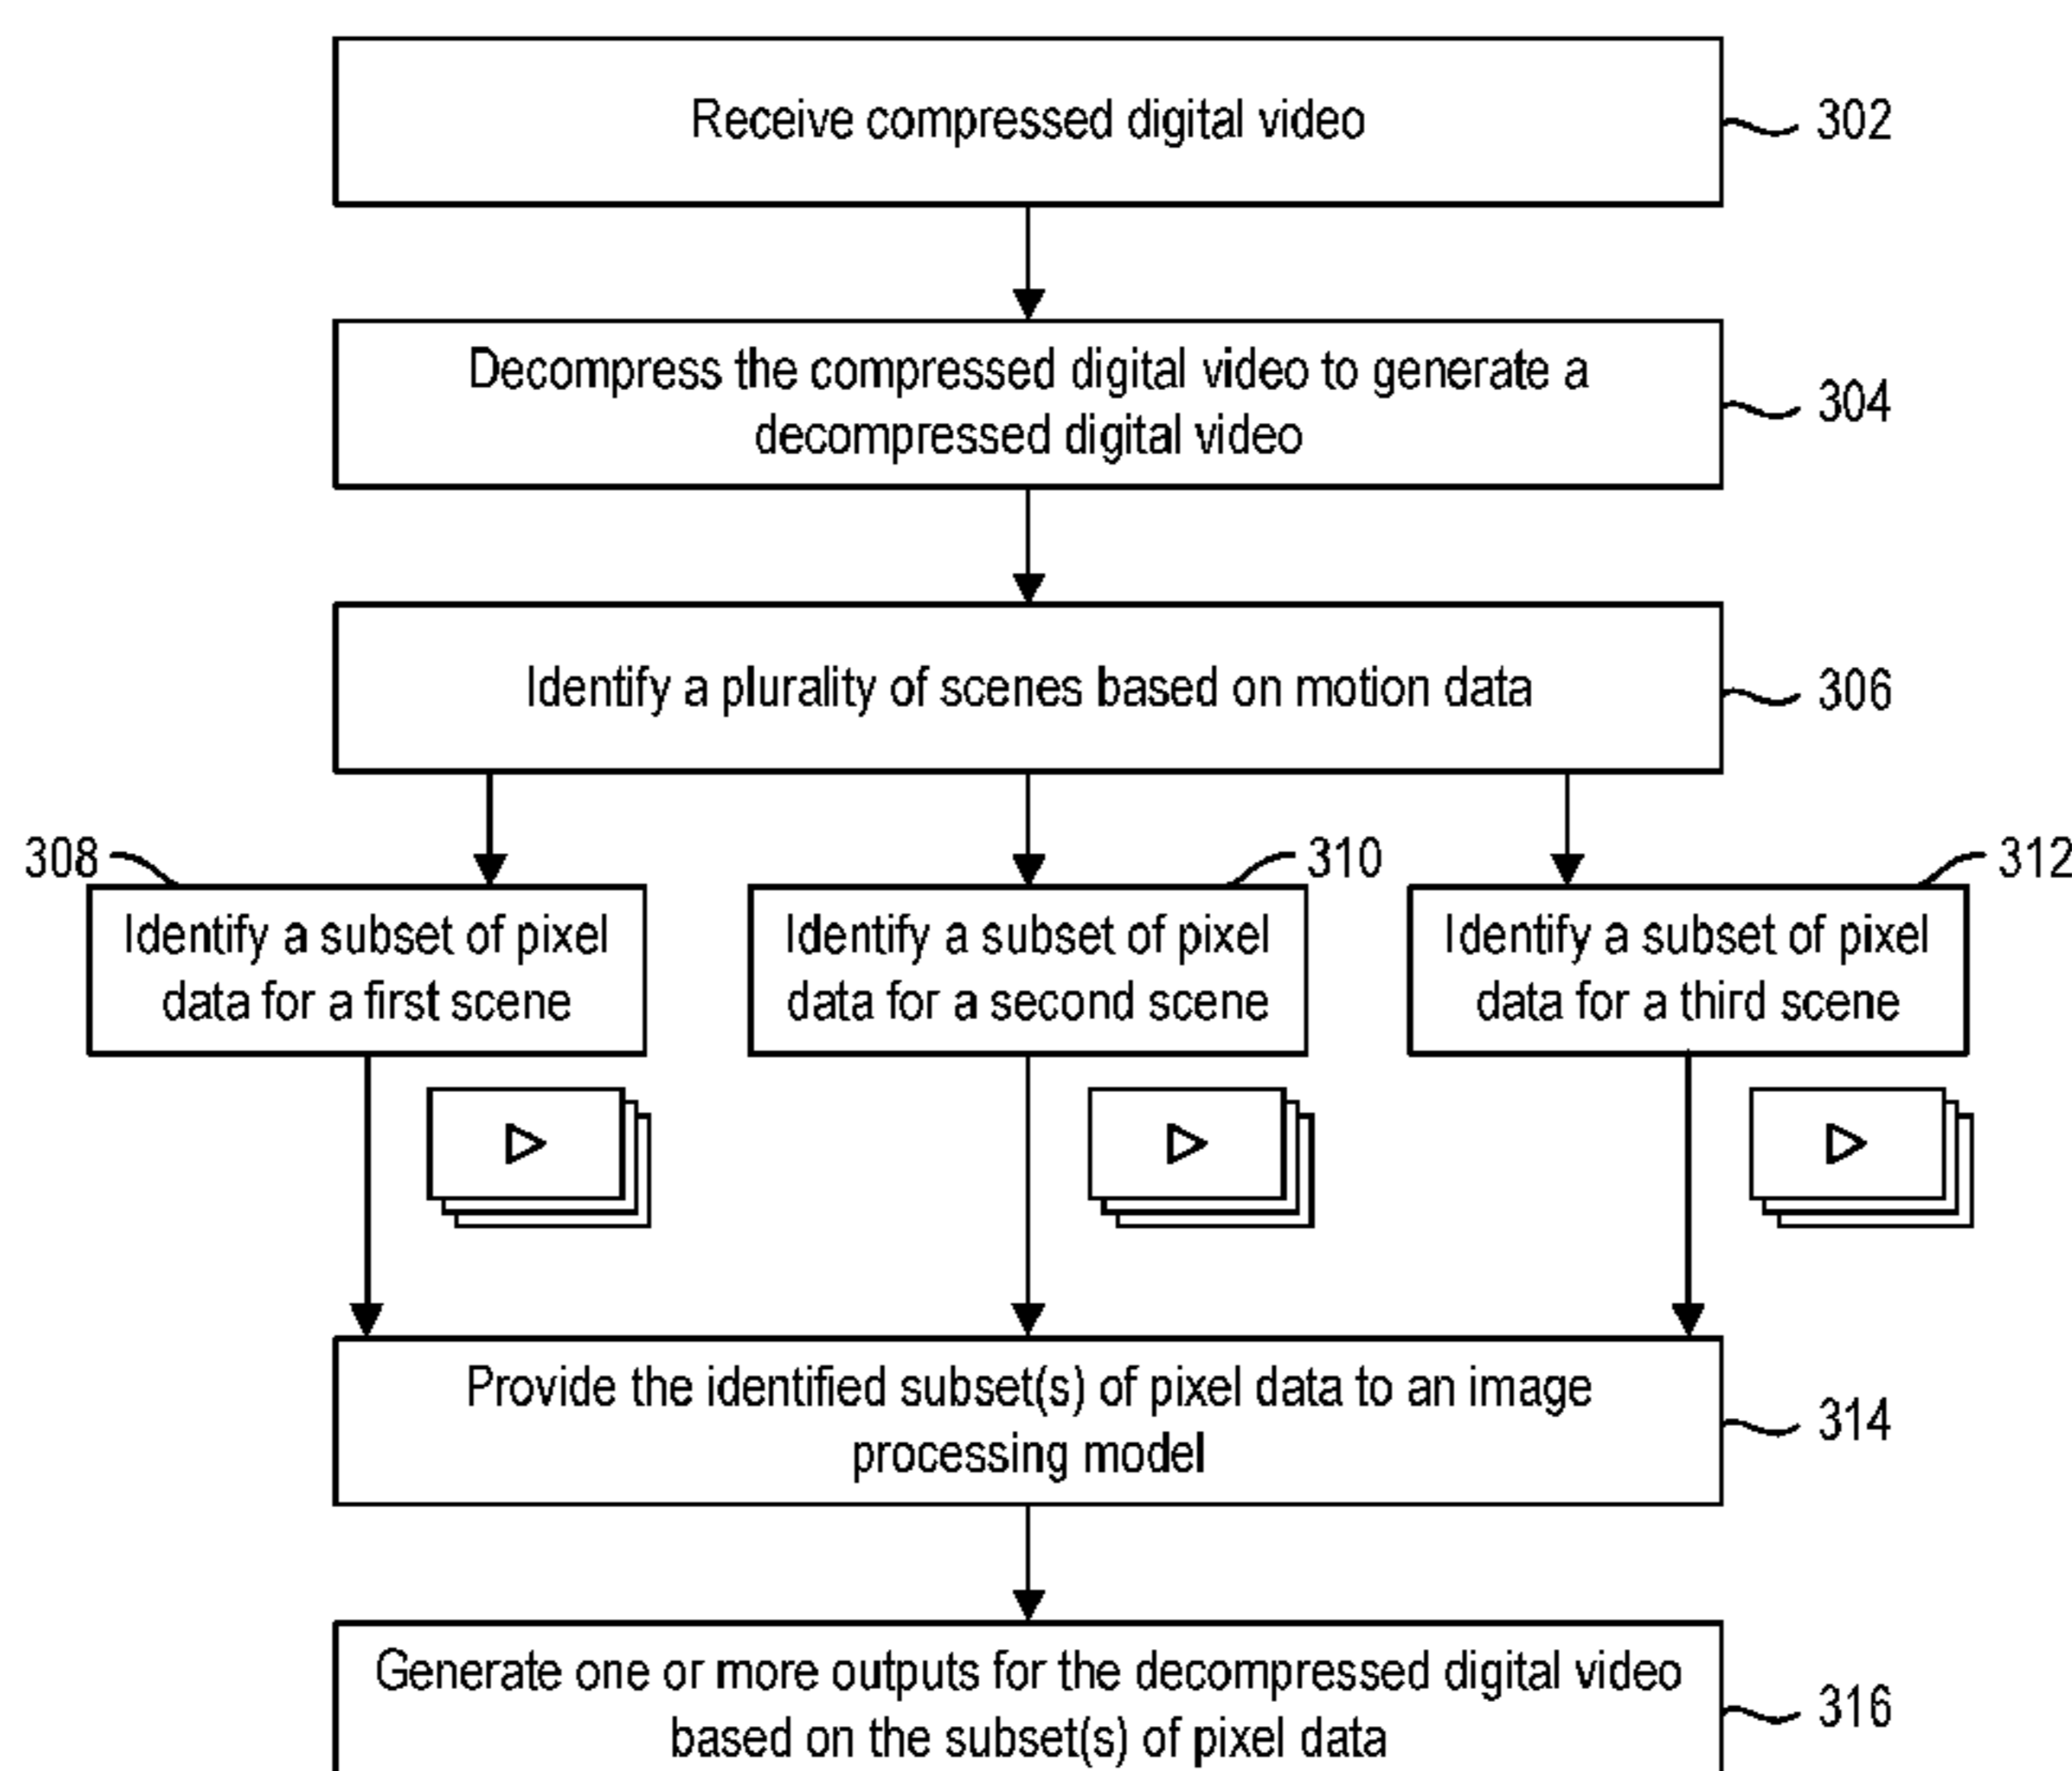 Receive compressed digital video
302
Decompress the compressed digital video to generate a
decompressed digital video
304
Identify a plurality of scenes based on motion data
306
308
310
312
Identify a subset of pixel
data for a first scene
Identify a subset of pixel
data for a second scene
Identify a subset of pixel
data for a third scene
Provide the identified subset(s) of pixel data to an image
processing model
314
Generate one or more outputs for the decompressed digital video
based on the subset(s) of pixel data
316